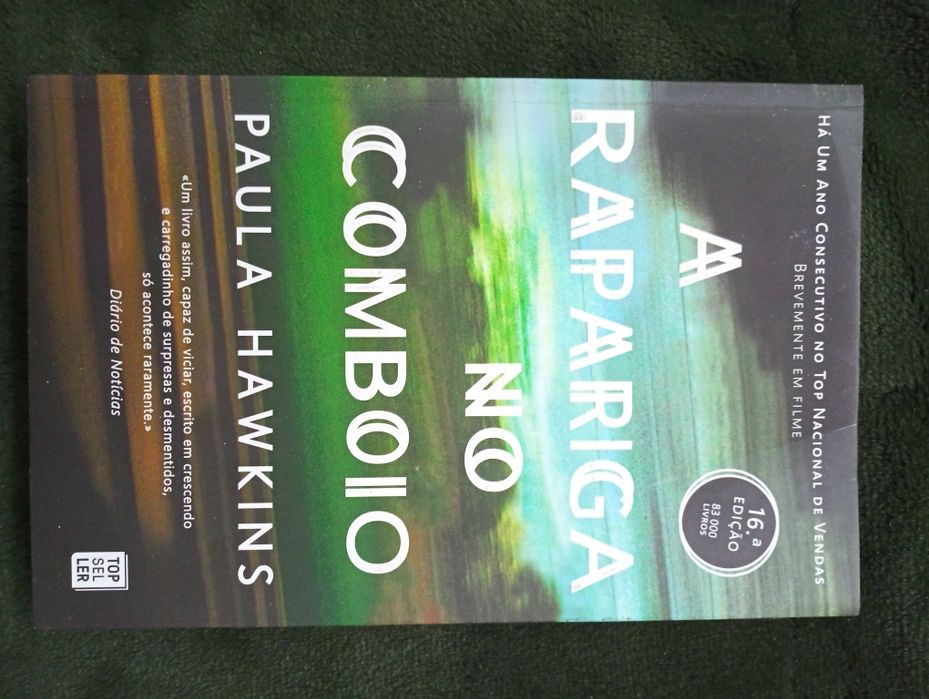 Há Um Ano Consecutivo no Top Nacional de Vendas
Brevemente em filme
A
RAPARIGA
NO
COMBOIO
16.a
EDIÇÃO
83 000
LIVROS
PAULA HAWKINS
«Um livro assim, capaz de viciar, escrito em crescendo
e carregadinho de surpresas e desmentidos,
só acontece raramente.»
Diário de Notícias
TOP
SEL
LER